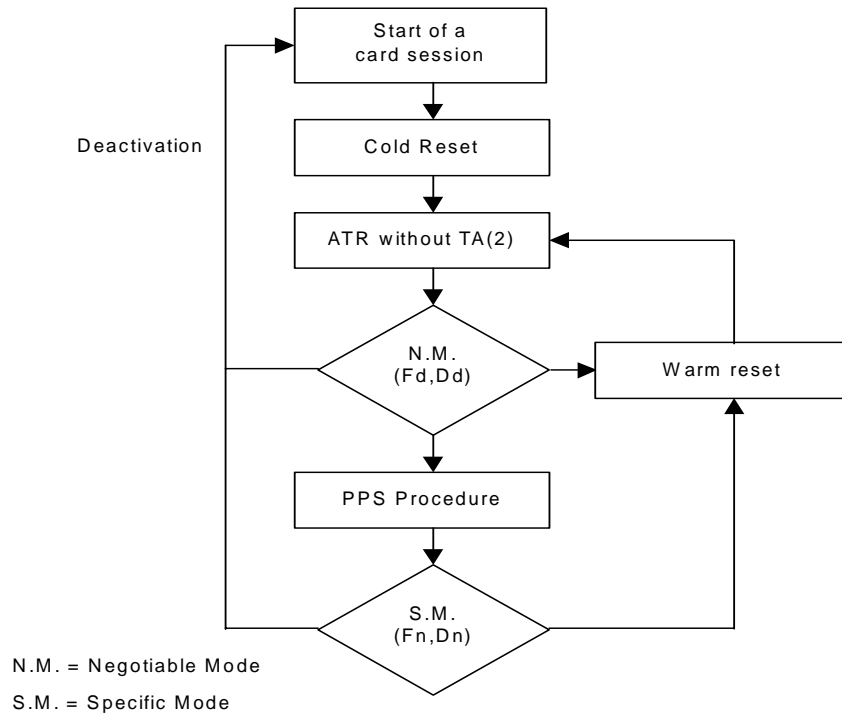 Start of a
card session
Deactivation
Cold Reset
ATR without TA(2)
N.M.
(Fd,Dd)
Warm reset
PPS Procedure
S.M.
(Fn,Dn)
N.M. = Negotiable Mode
S.M. = Specific Mode